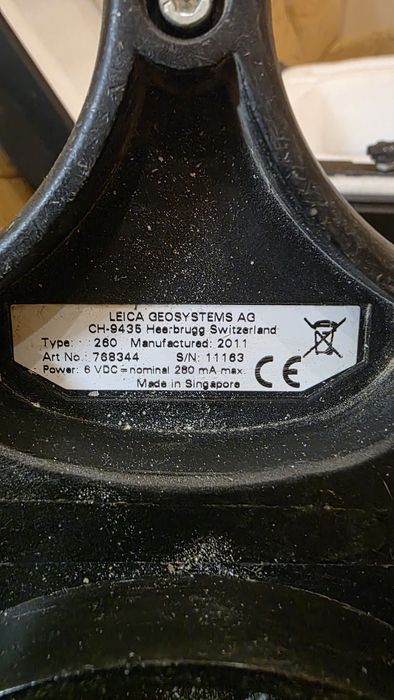 LEICA GEOSYSTEMS AG
CH-9435 Heerbrugg Switzerland
Type: 260 Manufactured: 2011
Art No.: 768344 S/N: 11163
Power: 6 VDC⎓nominal 280 mA max.
Made in Singapore
CE